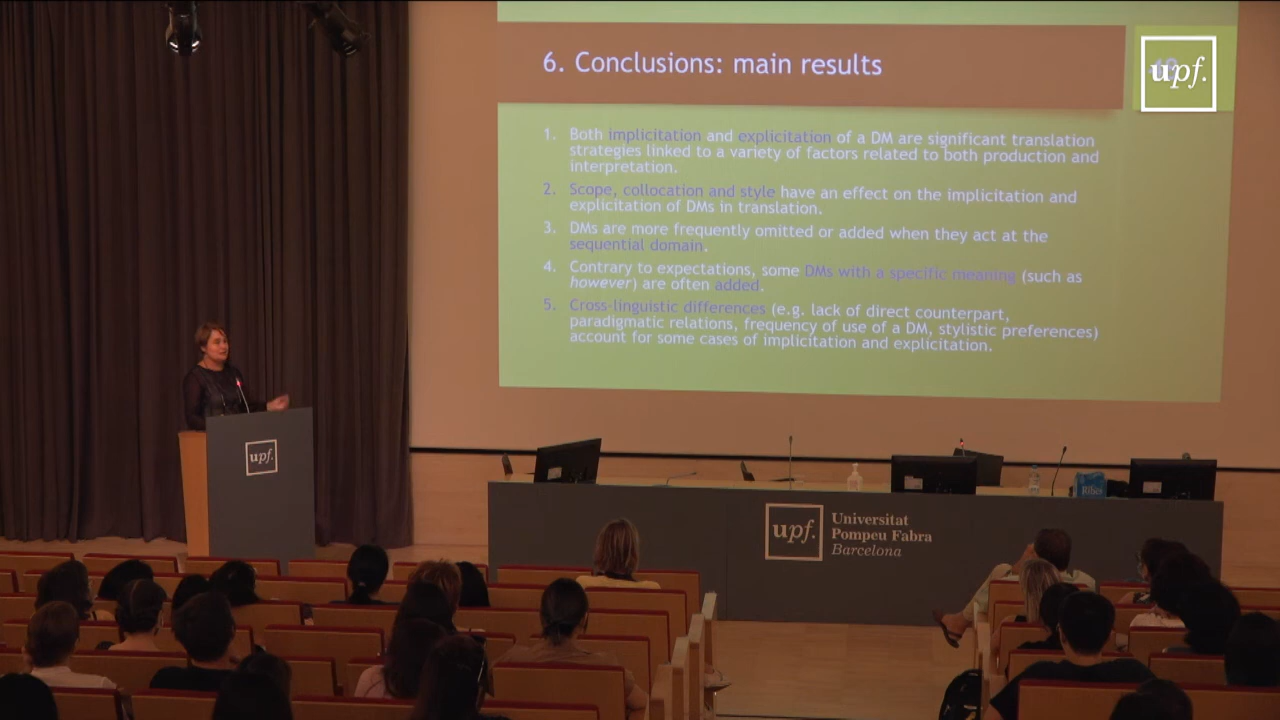 6. Conclusions: main results
upf.
1. Both implicitation and explicitation of a DM are significant translation
strategies linked to a variety of factors related to both production and
interpretation.
2. Scope, collocation and style have an effect on the implicitation and
explicitation of DMs in translation.
3. DMs are more frequently omitted or added when they act at the
sequential domain.
4. Contrary to expectations, some DMs with a specific meaning (such as
however) are often added.
5. Cross-linguistic differences (e.g. lack of direct counterpart,
paradigmatic relations, frequency of use of a DM, stylistic preferences)
account for some cases of implicitation and explicitation.
upf.
upf.
Universitat
Pompeu Fabra
Barcelona